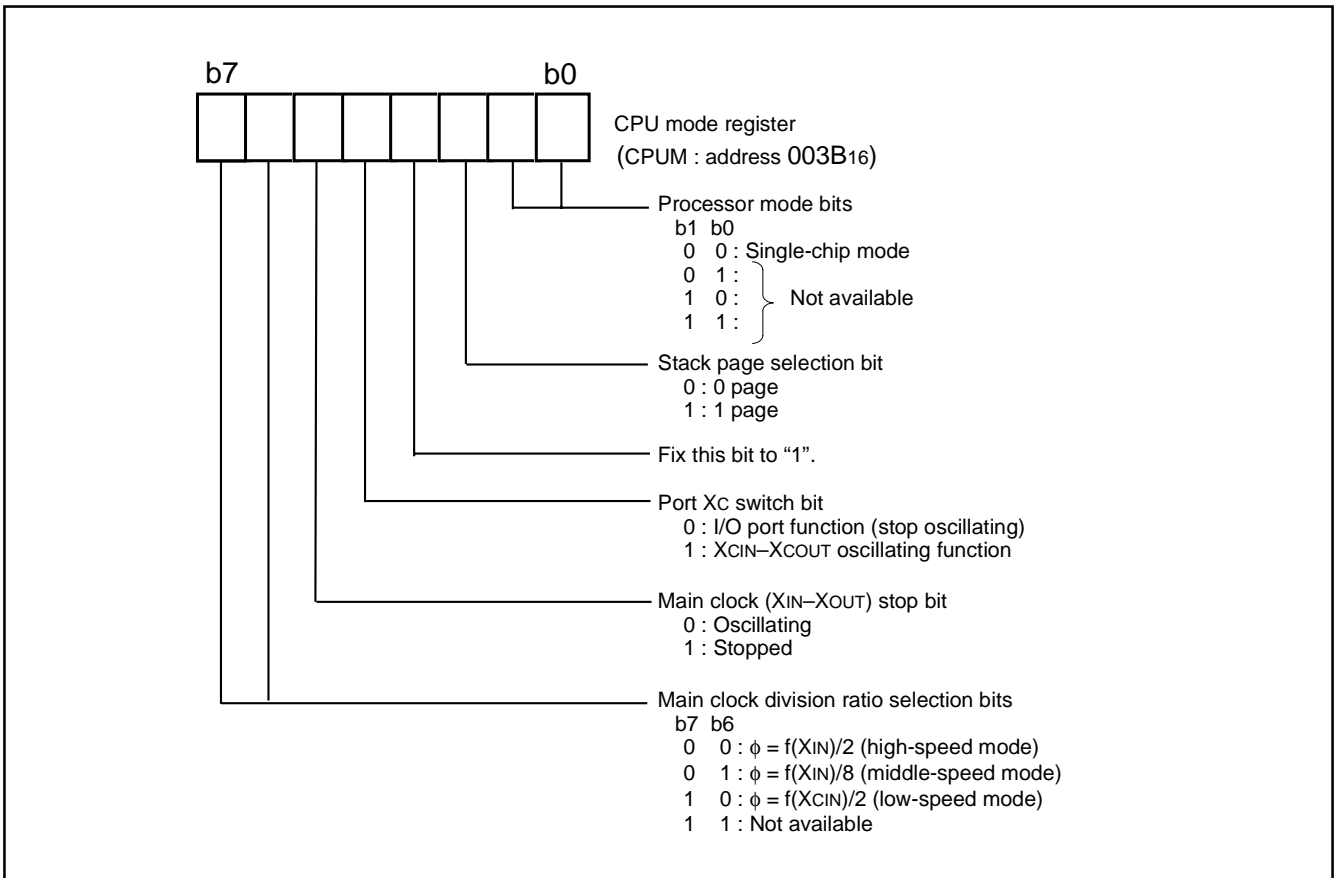 b7 b0
CPU mode register
(CPUM : address 003B16)
Processor mode bits
b1 b0
0 0 : Single-chip mode
0 1 :
1 0 : Not available
1 1 :
Stack page selection bit
0 : 0 page
1 : 1 page
Fix this bit to “1”.
Port XC switch bit
0 : I/O port function (stop oscillating)
1 : XCIN–XCOUT oscillating function
Main clock (XIN–XOUT) stop bit
0 : Oscillating
1 : Stopped
Main clock division ratio selection bits
b7 b6
0 0 : ϕ = f(XIN)/2 (high-speed mode)
0 1 : ϕ = f(XIN)/8 (middle-speed mode)
1 0 : ϕ = f(XCIN)/2 (low-speed mode)
1 1 : Not available